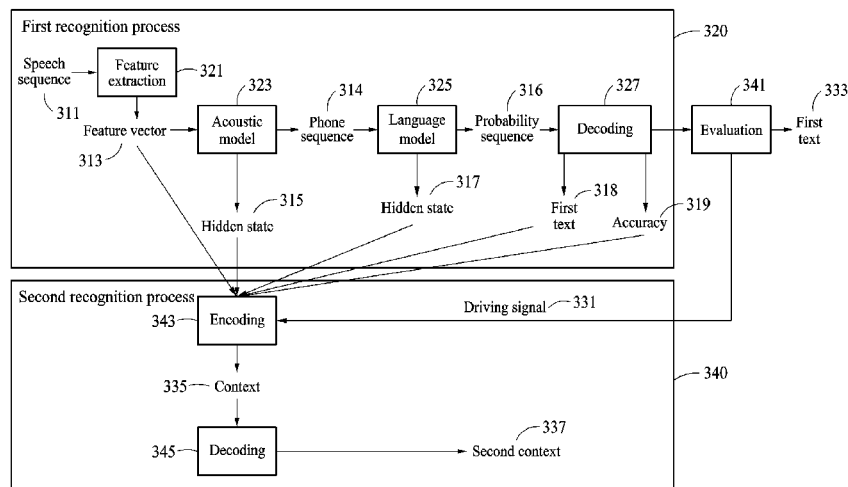 First recognition process
320
Speech
sequence
Feature
extraction
321
323
314
325
316
327
341
333
311
Feature vector
Acoustic
model
Phone
sequence
Language
model
Probability
sequence
Decoding
Evaluation
First
text
313
315
317
318
319
Hidden state
Hidden state
First
text
Accuracy
Second recognition process
343
Encoding
Driving signal
331
335
Context
340
345
Decoding
337
Second context